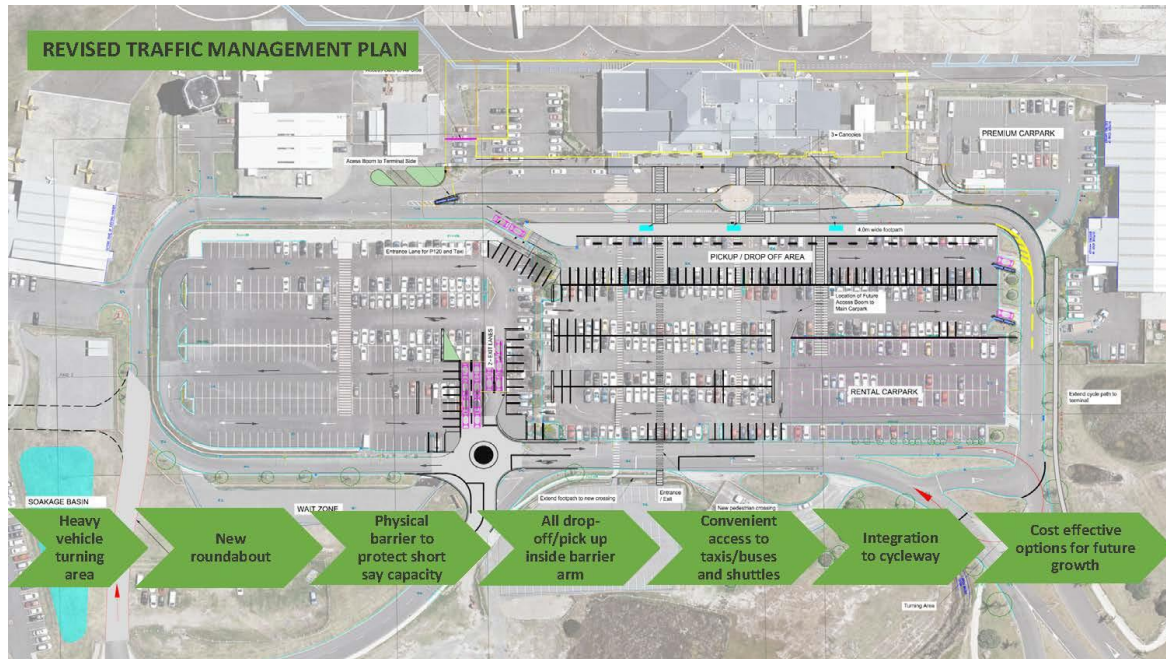 REVISED TRAFFIC MANAGEMENT PLAN
PREMIUM CARPARK
3 = Canopies
Acess Boom to Terminal Side
4.0m wide footpath
Entrance Lane for P120 and Taxi
PICKUP / DROP OFF AREA
Location of Future
Access Boom to
Main Carpark
2 = EXIT LANES
RENTAL CARPARK
Extend cycle path to
terminal
SOAKAGE BASIN
WAIT ZONE
Extend footpath to new crossing
Entrance
/ Exit
New pedestrian crossing
Heavy
vehicle
turning
area
New
roundabout
Physical
barrier to
protect short
say capacity
All drop-
off/pick up
inside barrier
arm
Convenient
access to
taxis/buses
and shuttles
Integration
to cycleway
Cost effective
options for future
growth
Turning Area